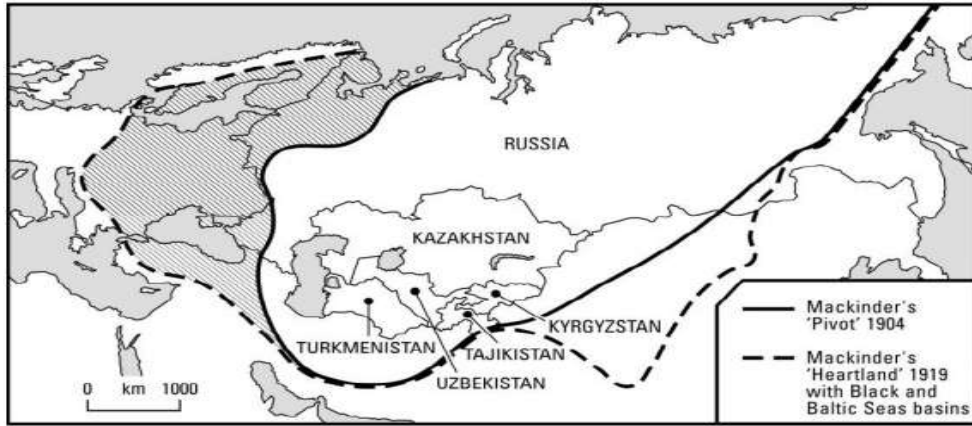 RUSSIA
KAZAKHSTAN
KYRGYZSTAN
TURKMENISTAN
TAJIKISTAN
UZBEKISTAN
0 km 1000
Mackinder's
'Pivot' 1904
Mackinder's
'Heartland' 1919
with Black and
Baltic Seas basins